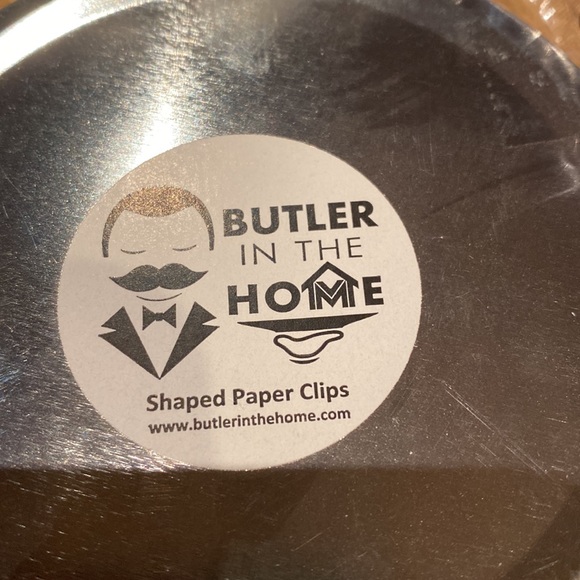 BUTLER
IN THE
HOME
Shaped Paper Clips
www.butlerinthehome.com